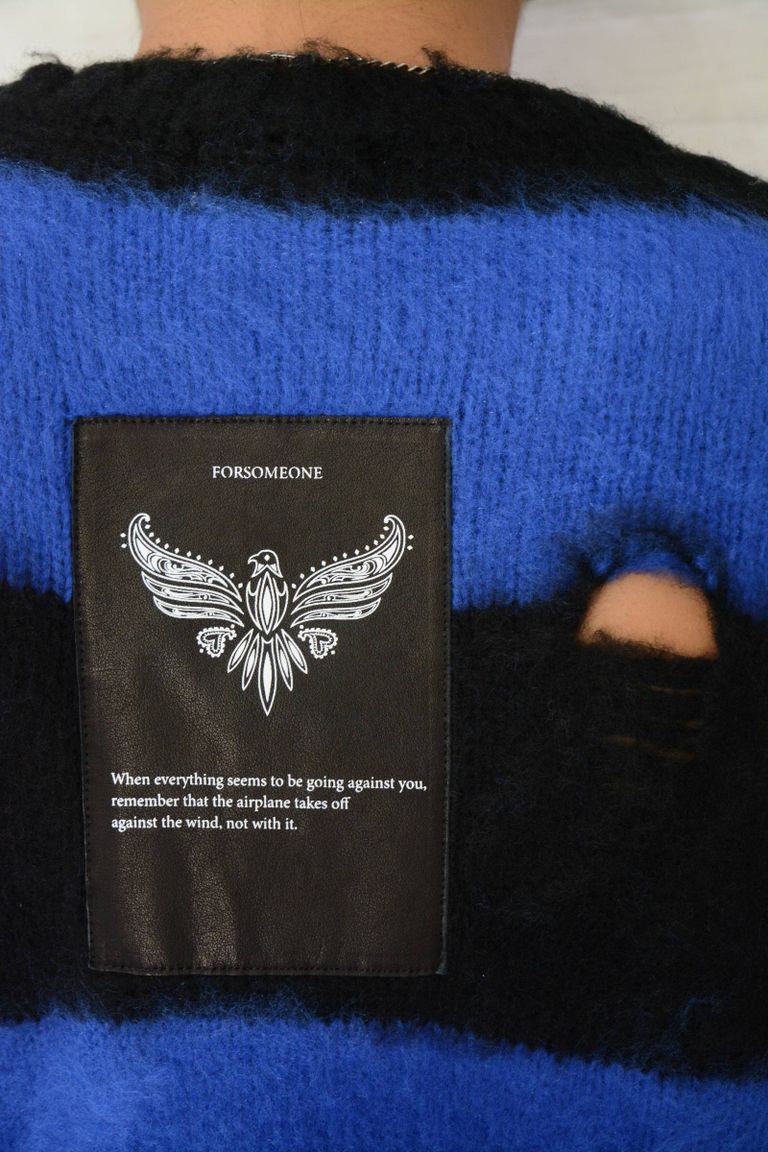 FORSOMEONE
When everything seems to be going against you,
remember that the airplane takes off
against the wind, not with it.